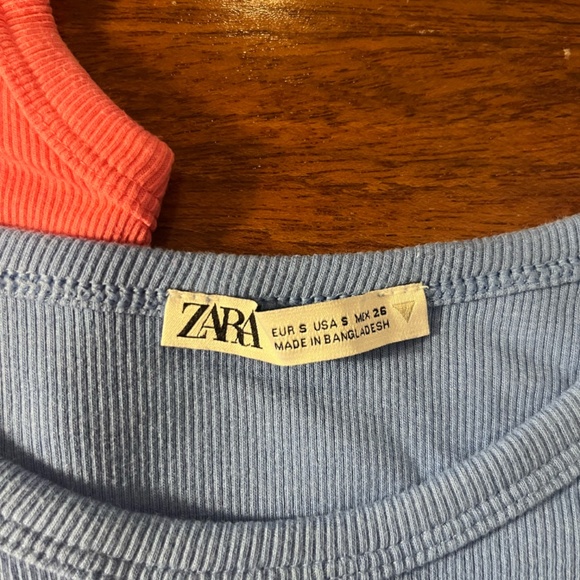 ZARA
EUR S USA S MEX 26
MADE IN BANGLADESH